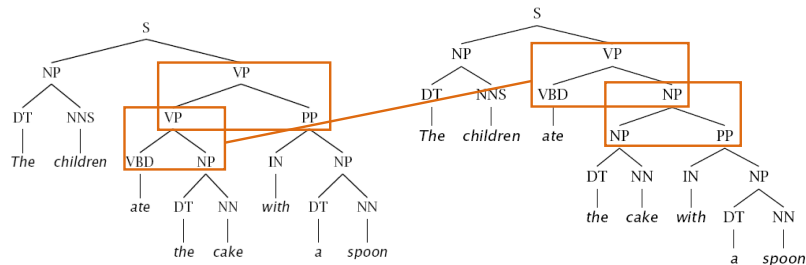 S
NP VP
DT NNS VP PP
The children VBD NP IN NP
ate DT NN with DT NN
the cake a spoon
S
NP VP
DT NNS VBD NP
The children ate NP PP
DT NN IN NP
the cake with DT NN
a spoon